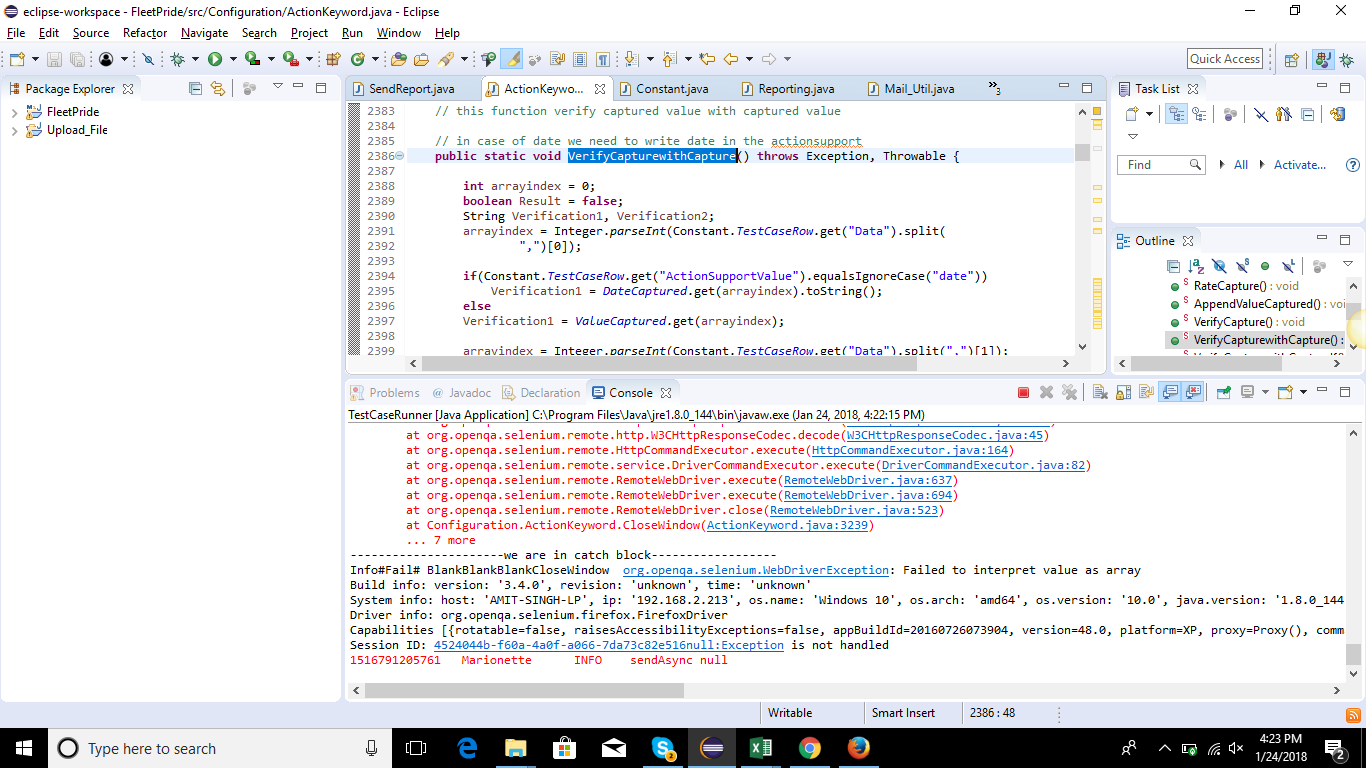 eclipse-workspace - FleetPride/src/Configuration/ActionKeyword.java - Eclipse
File Edit Source Refactor Navigate Search Project Run Window Help
Quick Access
Package Explorer
FleetPride
Upload_File
SendReport.java ActionKeywo... Constant.java Reporting.java Mail_Util.java 3
2383 // this function verify captured value with captured value
2384
2385 // in case of date we need to write date in the actionsupport
2386 public static void VerifyCapturewithCapture() throws Exception, Throwable {
2387
2388 int arrayindex = 0;
2389 boolean Result = false;
2390 String Verification1, Verification2;
2391 arrayindex = Integer.parseInt(Constant.TestCaseRow.get("Data").split(
2392 ",")[0]);
2393
2394 if(Constant.TestCaseRow.get("ActionSupportValue").equalsIgnoreCase("date"))
2395 Verification1 = DateCaptured.get(arrayindex).toString();
2396 else
2397 Verification1 = ValueCaptured.get(arrayindex);
2398
2399 arrayindex = Integer.parseInt(Constant.TestCaseRow.get("Data").split(",")[1]);
Task List
Find All Activate...
Outline
RateCapture() : void
AppendValueCaptured() : voi
VerifyCapture() : void
VerifyCapturewithCapture() :
Problems @ Javadoc Declaration Console
TestCaseRunner [Java Application] C:\Program Files\Java\jre1.8.0_144\bin\javaw.exe (Jan 24, 2018, 4:22:15 PM)
at org.openqa.selenium.remote.http.W3CHttpResponseCodec.decode(W3CHttpResponseCodec.java:45)
at org.openqa.selenium.remote.HttpCommandExecutor.execute(HttpCommandExecutor.java:164)
at org.openqa.selenium.remote.service.DriverCommandExecutor.execute(DriverCommandExecutor.java:82)
at org.openqa.selenium.remote.RemoteWebDriver.execute(RemoteWebDriver.java:637)
at org.openqa.selenium.remote.RemoteWebDriver.execute(RemoteWebDriver.java:694)
at org.openqa.selenium.remote.RemoteWebDriver.close(RemoteWebDriver.java:523)
at Configuration.ActionKeyword.CloseWindow(ActionKeyword.java:3239)
... 7 more
----------------------we are in catch block------------------
Info#Fail# BlankBlankBlankCloseWindow org.openqa.selenium.WebDriverException: Failed to interpret value as array
Build info: version: '3.4.0', revision: 'unknown', time: 'unknown'
System info: host: 'AMIT-SINGH-LP', ip: '192.168.2.213', os.name: 'Windows 10', os.arch: 'amd64', os.version: '10.0', java.version: '1.8.0_144
Driver info: org.openqa.selenium.firefox.FirefoxDriver
Capabilities [{rotatable=false, raisesAccessibilityExceptions=false, appBuildId=20160726073904, version=48.0, platform=XP, proxy=Proxy(), comm
Session ID: 4524044b-f60a-4a0f-a066-7da73c82e516null:Exception is not handled
1516791205761 Marionette INFO sendAsync null
Writable Smart Insert 2386 : 48
Type here to search
4:23 PM
1/24/2018